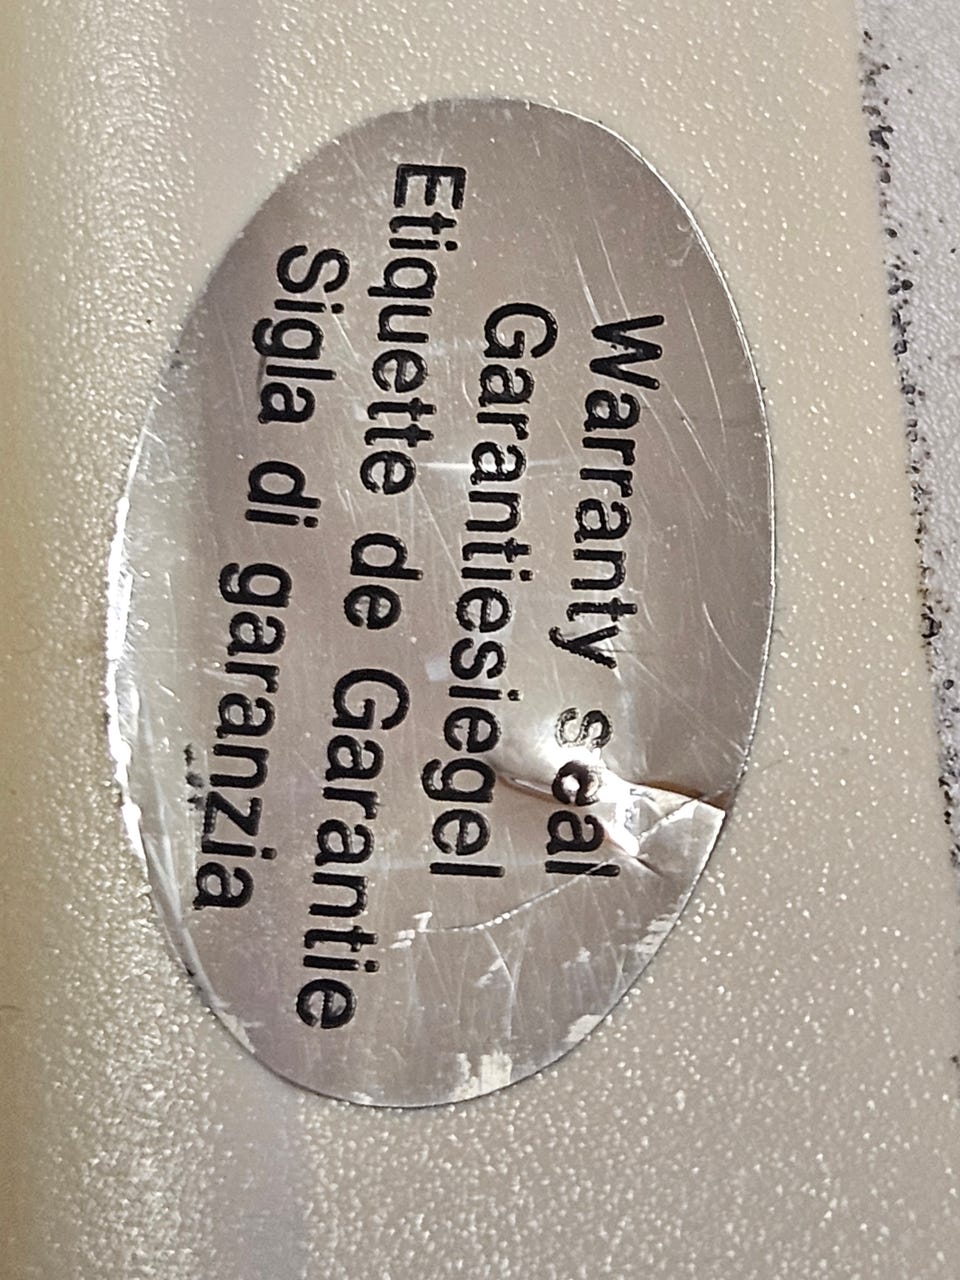 Warranty seal
Garantiesiegel
Etiquette de Garantie
Sigla di garanzia